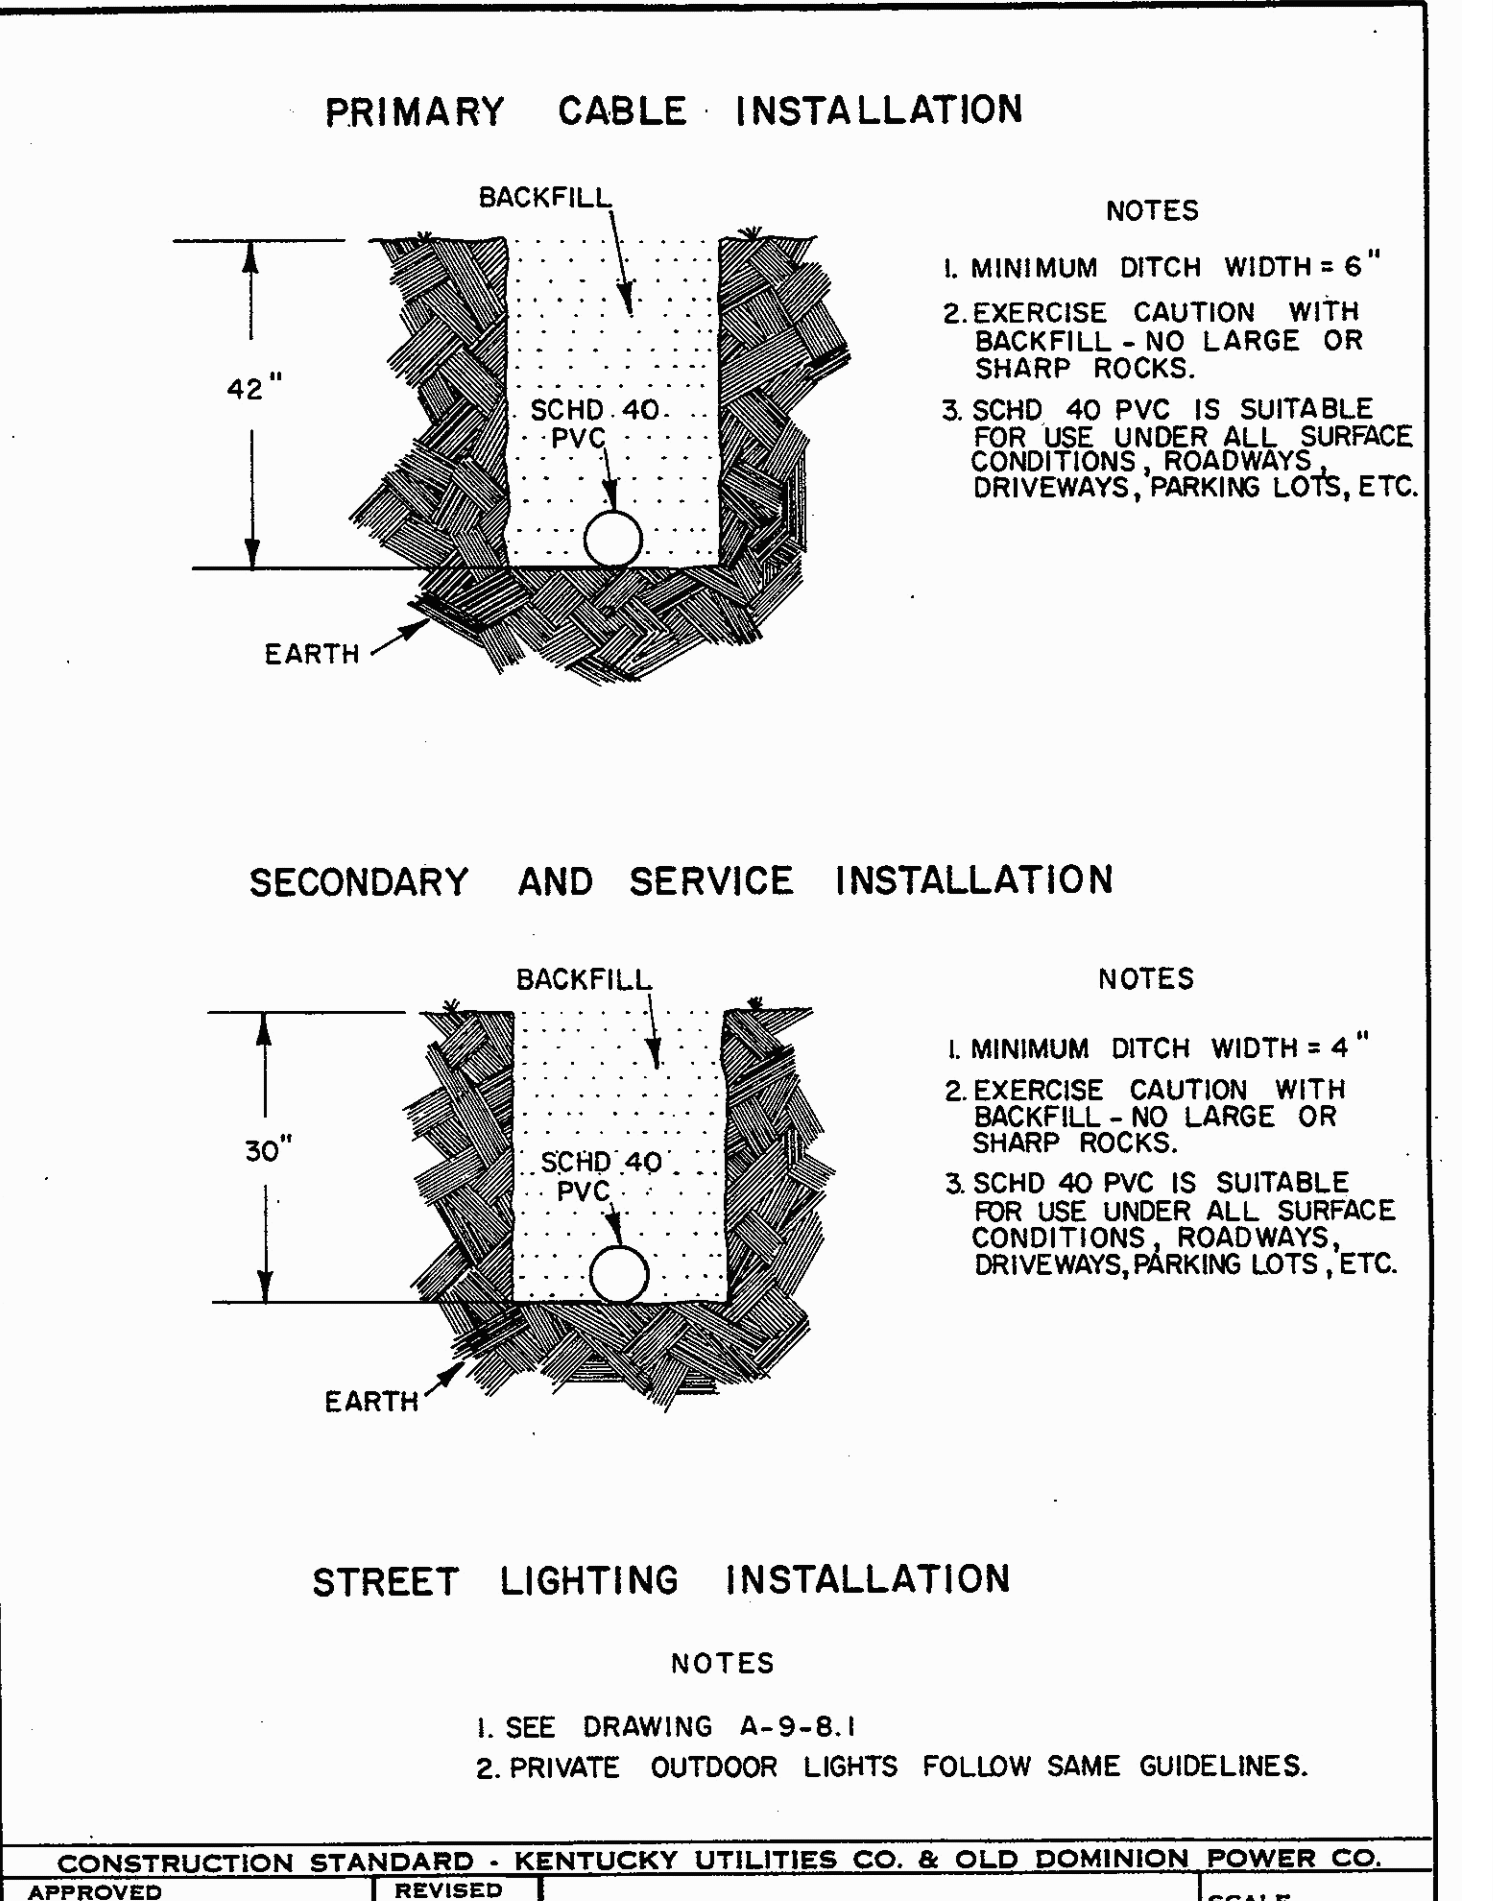 PRIMARY CABLE INSTALLATION
BACKFILL
42"
SCHD 40
PVC
EARTH
NOTES
1. MINIMUM DITCH WIDTH = 6"
2. EXERCISE CAUTION WITH
BACKFILL - NO LARGE OR
SHARP ROCKS.
3. SCHD 40 PVC IS SUITABLE
FOR USE UNDER ALL SURFACE
CONDITIONS, ROADWAYS,
DRIVEWAYS, PARKING LOTS, ETC.
SECONDARY AND SERVICE INSTALLATION
BACKFILL
30"
SCHD 40
PVC
EARTH
NOTES
1. MINIMUM DITCH WIDTH = 4"
2. EXERCISE CAUTION WITH
BACKFILL - NO LARGE OR
SHARP ROCKS.
3. SCHD 40 PVC IS SUITABLE
FOR USE UNDER ALL SURFACE
CONDITIONS, ROADWAYS,
DRIVEWAYS, PARKING LOTS, ETC.
STREET LIGHTING INSTALLATION
NOTES
1. SEE DRAWING A-9-8.1
2. PRIVATE OUTDOOR LIGHTS FOLLOW SAME GUIDELINES.
CONSTRUCTION STANDARD - KENTUCKY UTILITIES CO. & OLD DOMINION POWER CO.
APPROVED
REVISED
SCALE